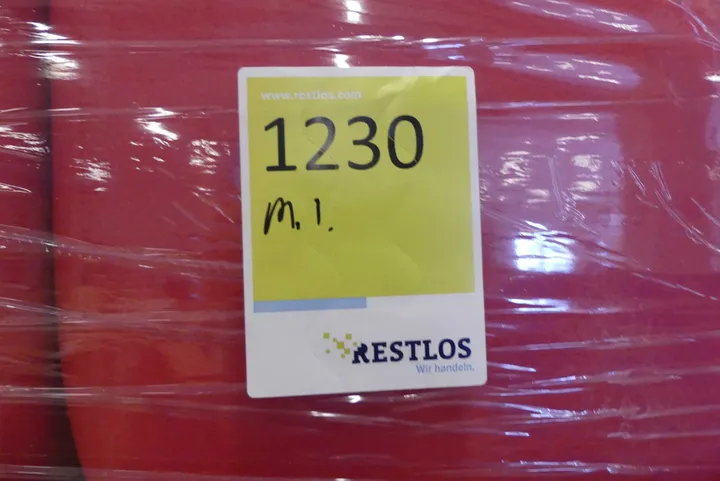 www.restlos.com
1230
M. 1.
RESTLOS
Wir handeln.